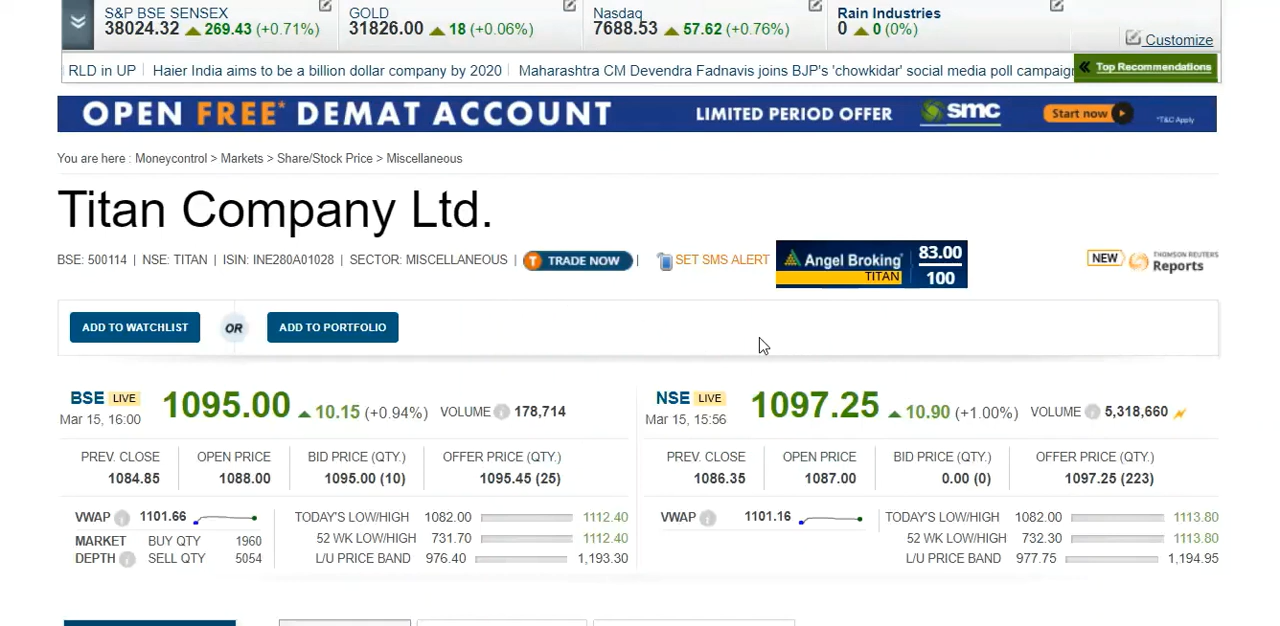 S&P BSE SENSEX
38024.32 269.43 (+0.71%)
GOLD
31826.00 18 (+0.06%)
Nasdaq
7688.53 57.62 (+0.76%)
Rain Industries
0 0 (0%)
Customize
RLD in UP | Haier India aims to be a billion dollar company by 2020 | Maharashtra CM Devendra Fadnavis joins BJP's 'chowkidar' social media poll campaign
Top Recommendations
OPEN FREE* DEMAT ACCOUNT LIMITED PERIOD OFFER smc Start now *T&C Apply
You are here : Moneycontrol > Markets > Share/Stock Price > Miscellaneous
Titan Company Ltd.
BSE: 500114 | NSE: TITAN | ISIN: INE280A01028 | SECTOR: MISCELLANEOUS | T TRADE NOW | SET SMS ALERT
Angel Broking TITAN 83.00 100
NEW THOMSON REUTERS Reports
ADD TO WATCHLIST OR ADD TO PORTFOLIO
BSE LIVE
Mar 15, 16:00
1095.00 10.15 (+0.94%) VOLUME 178,714
PREV. CLOSE OPEN PRICE BID PRICE (QTY.) OFFER PRICE (QTY.)
1084.85 1088.00 1095.00 (10) 1095.45 (25)
VWAP 1101.66
MARKET DEPTH
BUY QTY 1960
SELL QTY 5054
TODAY'S LOW/HIGH 1082.00 1112.40
52 WK LOW/HIGH 731.70 1112.40
L/U PRICE BAND 976.40 1,193.30
NSE LIVE
Mar 15, 15:56
1097.25 10.90 (+1.00%) VOLUME 5,318,660
PREV. CLOSE OPEN PRICE BID PRICE (QTY.) OFFER PRICE (QTY.)
1086.35 1087.00 0.00 (0) 1097.25 (223)
VWAP 1101.16
TODAY'S LOW/HIGH 1082.00 1113.80
52 WK LOW/HIGH 732.30 1113.80
L/U PRICE BAND 977.75 1,194.95